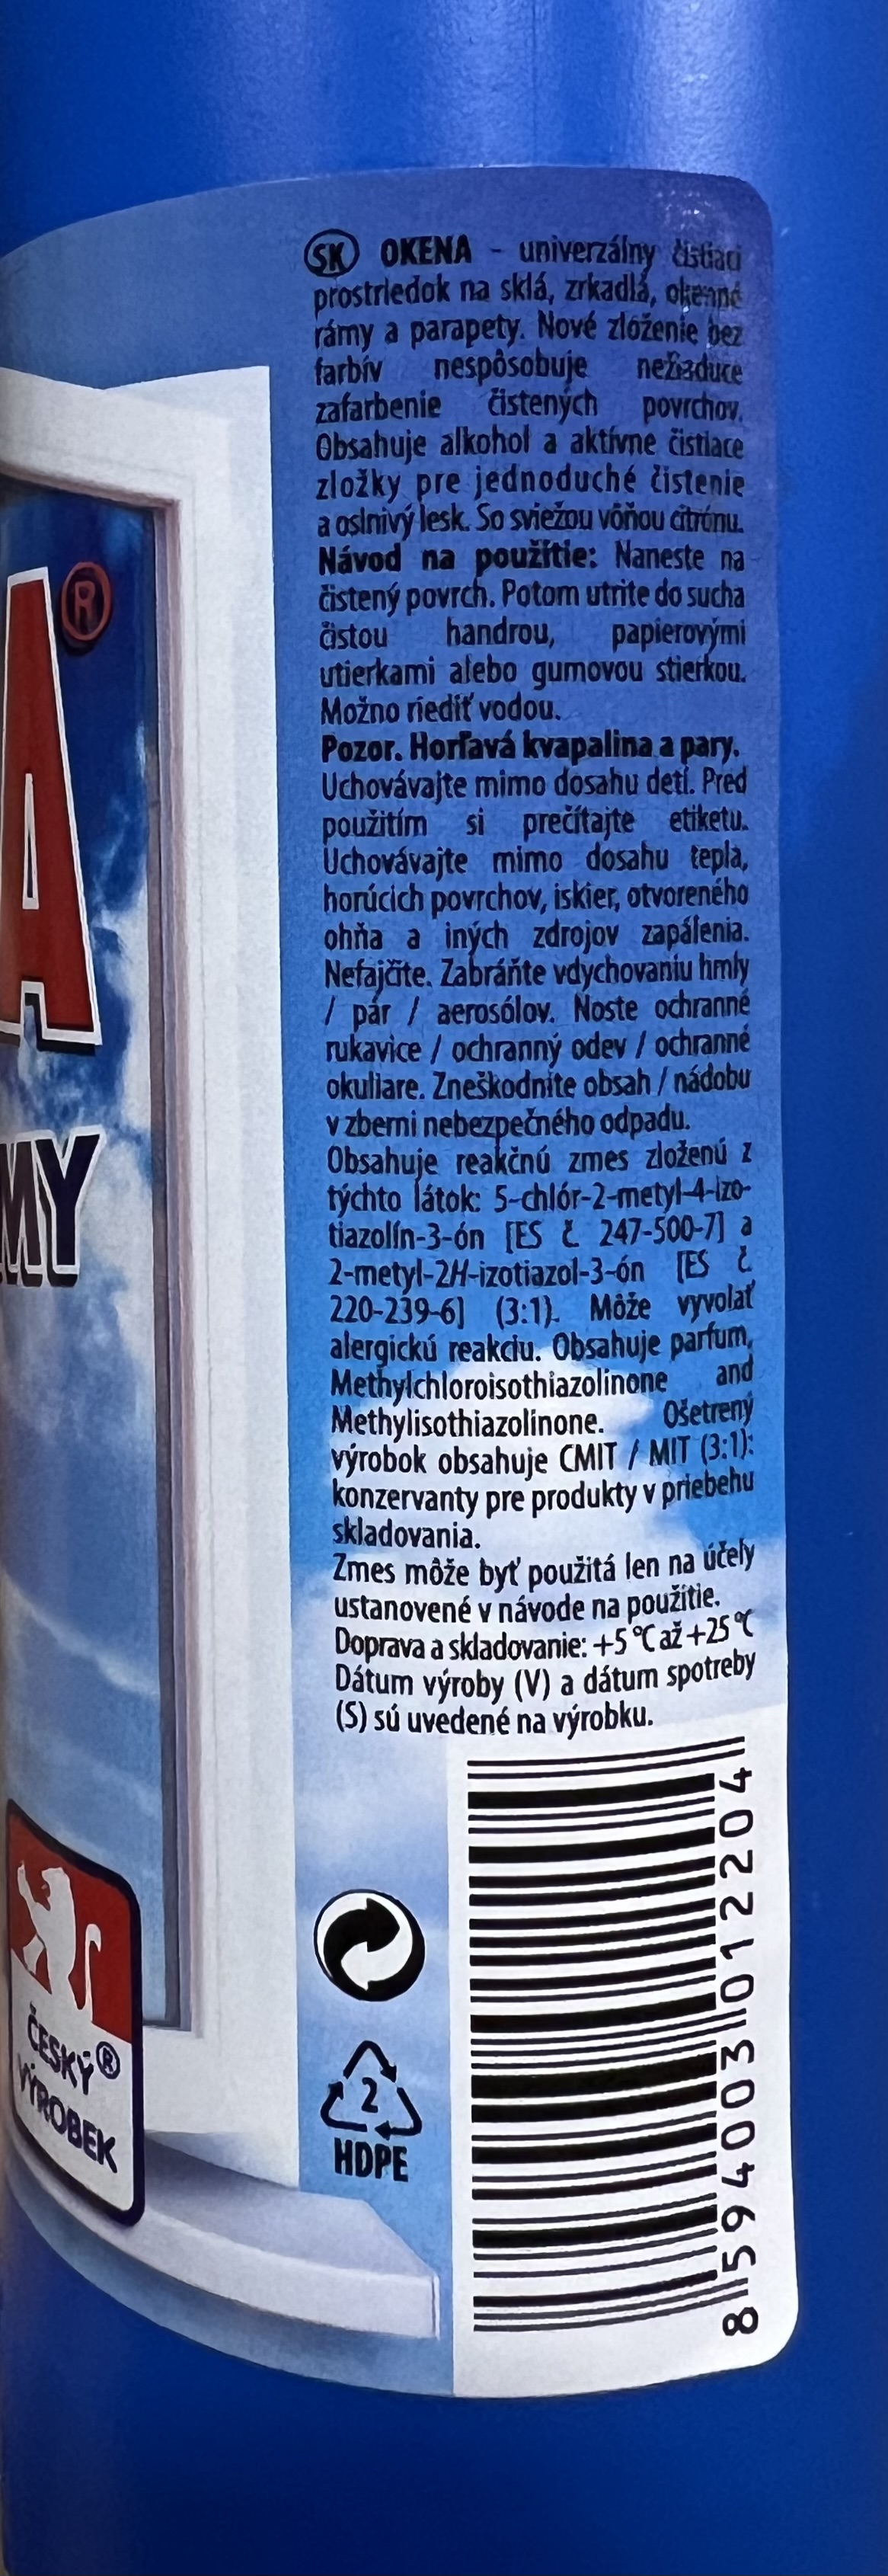 SK OKENA - univerzálny čistiaci
prostriedok na sklá, zrkadlá, okenné
rámy a parapety. Nové zloženie bez
farbív nespôsobuje nežiaduce
zafarbenie čistených povrchov.
Obsahuje alkohol a aktívne čistiace
zložky pre jednoduché čistenie
a oslnivý lesk. So sviežou vôňou citrónu.
Návod na použitie: Naneste na
čistený povrch. Potom utrite do sucha
čistou handrou, papierovými
utierkami alebo gumovou stierkou.
Možno riediť vodou.
Pozor. Horľavá kvapalina a pary.
Uchovávajte mimo dosahu detí. Pred
použitím si prečítajte etiketu.
Uchovávajte mimo dosahu tepla,
horúcich povrchov, iskier, otvoreného
ohňa a iných zdrojov zapálenia.
Nefajčite. Zabráňte vdychovaniu hmly
/ pár / aerosólov. Noste ochranné
rukavice / ochranný odev / ochranné
okuliare. Zneškodnite obsah / nádobu
v zberni nebezpečného odpadu.
Obsahuje reakčnú zmes zloženú z
týchto látok: 5-chlór-2-metyl-4-izo-
tiazolín-3-ón [ES č. 247-500-7] a
2-metyl-2H-izotiazol-3-ón [ES č.
220-239-6] (3:1). Môže vyvolať
alergickú reakciu. Obsahuje parfum,
Methylchloroisothiazolinone and
Methylisothiazolinone. Ošetrený
výrobok obsahuje CMIT / MIT (3:1):
konzervanty pre produkty v priebehu
skladovania.
Zmes môže byť použitá len na účely
ustanovené v návode na použitie.
Doprava a skladovanie: +5 °C až +25 °C
Dátum výroby (V) a dátum spotreby
(S) sú uvedené na výrobku.
A®
MY
ČESKÝ®
VÝROBEK
2
HDPE
8 594003 012204